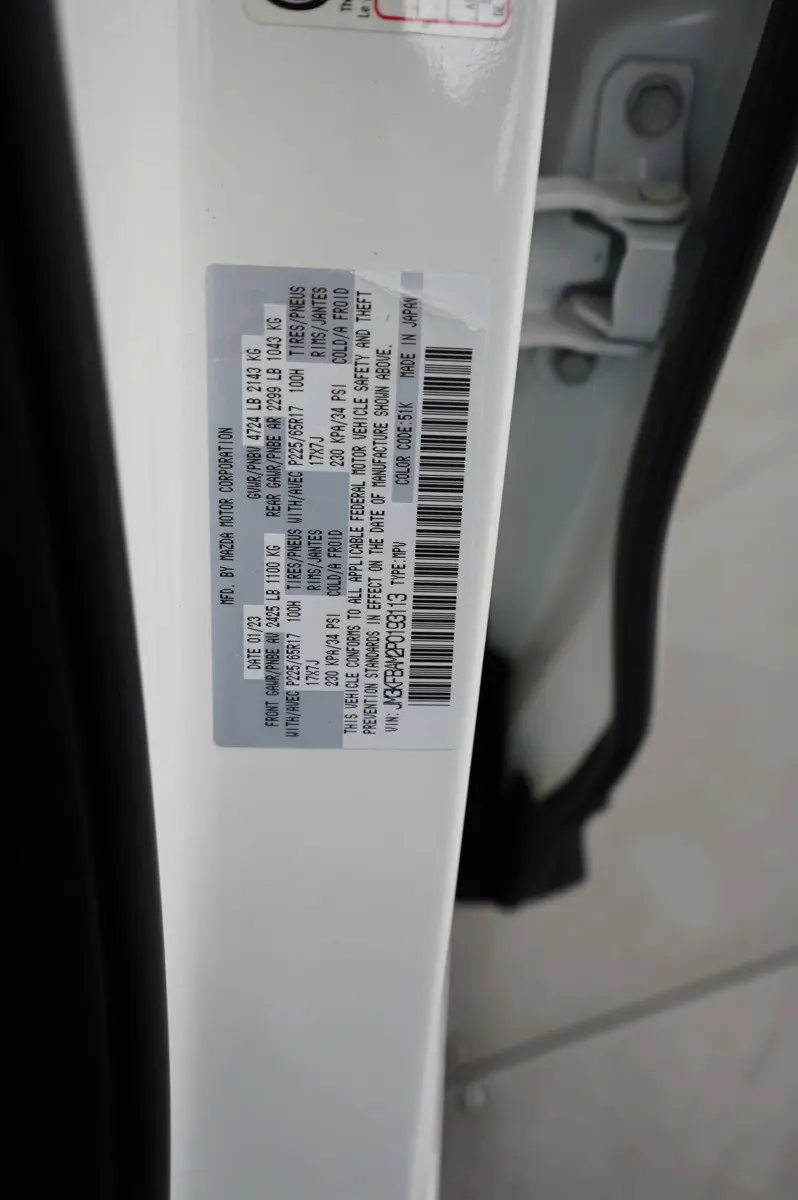 MFD. BY MAZDA MOTOR CORPORATION
DATE 01/23 GVWR/PNBV 4724 LB 2143 KG
FRONT GAWR/PNBE AV 2425 LB 1100 KG REAR GAWR/PNBE AR 2299 LB 1043 KG
WITH/AVEC P225/65R17 100H TIRES/PNEUS WITH/AVEC P225/65R17 100H TIRES/PNEUS
17X7J RIMS/JANTES 17X7J RIMS/JANTES
230 KPA/34 PSI COLD/A FROID 230 KPA/34 PSI COLD/A FROID
THIS VEHICLE CONFORMS TO ALL APPLICABLE FEDERAL MOTOR VEHICLE SAFETY AND THEFT
PREVENTION STANDARDS IN EFFECT ON THE DATE OF MANUFACTURE SHOWN ABOVE.
VIN: JM3KFBAM2P0193113 TYPE:MPV COLOR CODE:51K MADE IN JAPAN